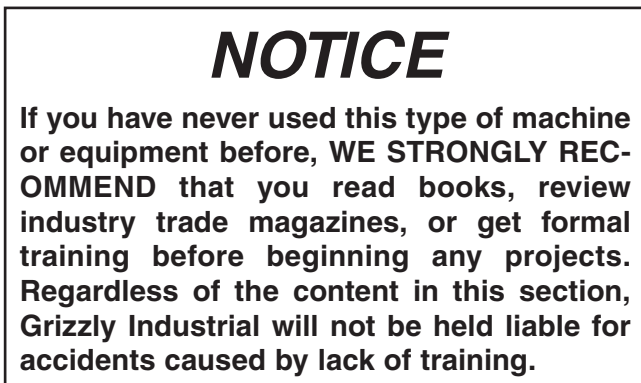 NOTICE
If you have never used this type of machine
or equipment before, WE STRONGLY REC-
OMMEND that you read books, review
industry trade magazines, or get formal
training before beginning any projects.
Regardless of the content in this section,
Grizzly Industrial will not be held liable for
accidents caused by lack of training.